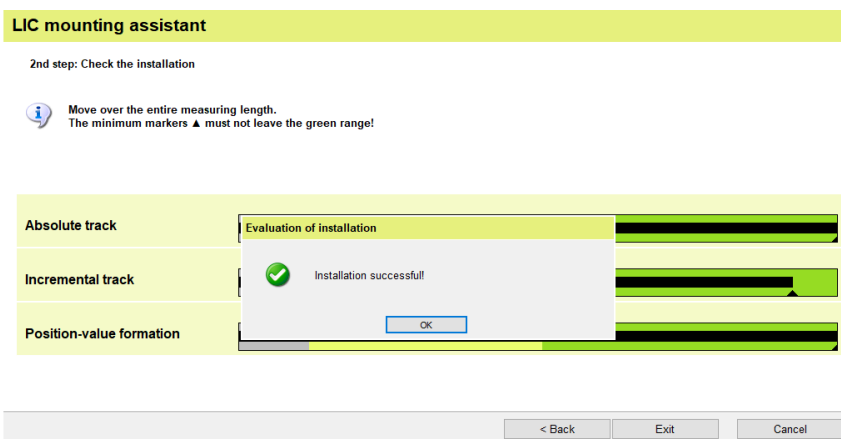 LIC mounting assistant
2nd step: Check the installation
Move over the entire measuring length.
The minimum markers ▲ must not leave the green range!
Absolute track
Evaluation of installation
Installation successful!
Incremental track
OK
Position-value formation
< Back
Exit
Cancel